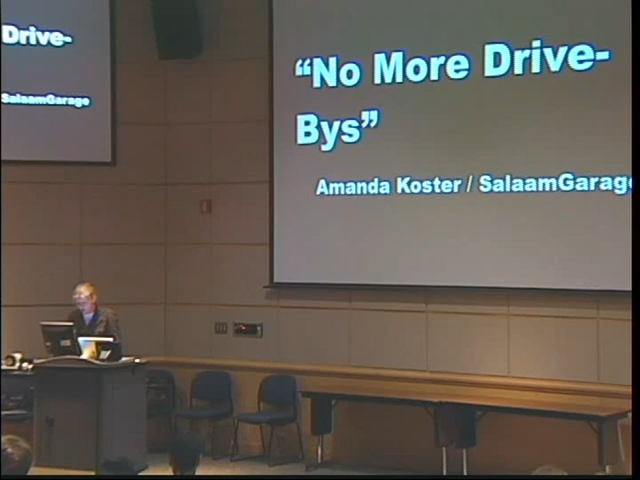 Drive-
SalaamGarage
“No More Drive-
Bys”
Amanda Koster / SalaamGarage